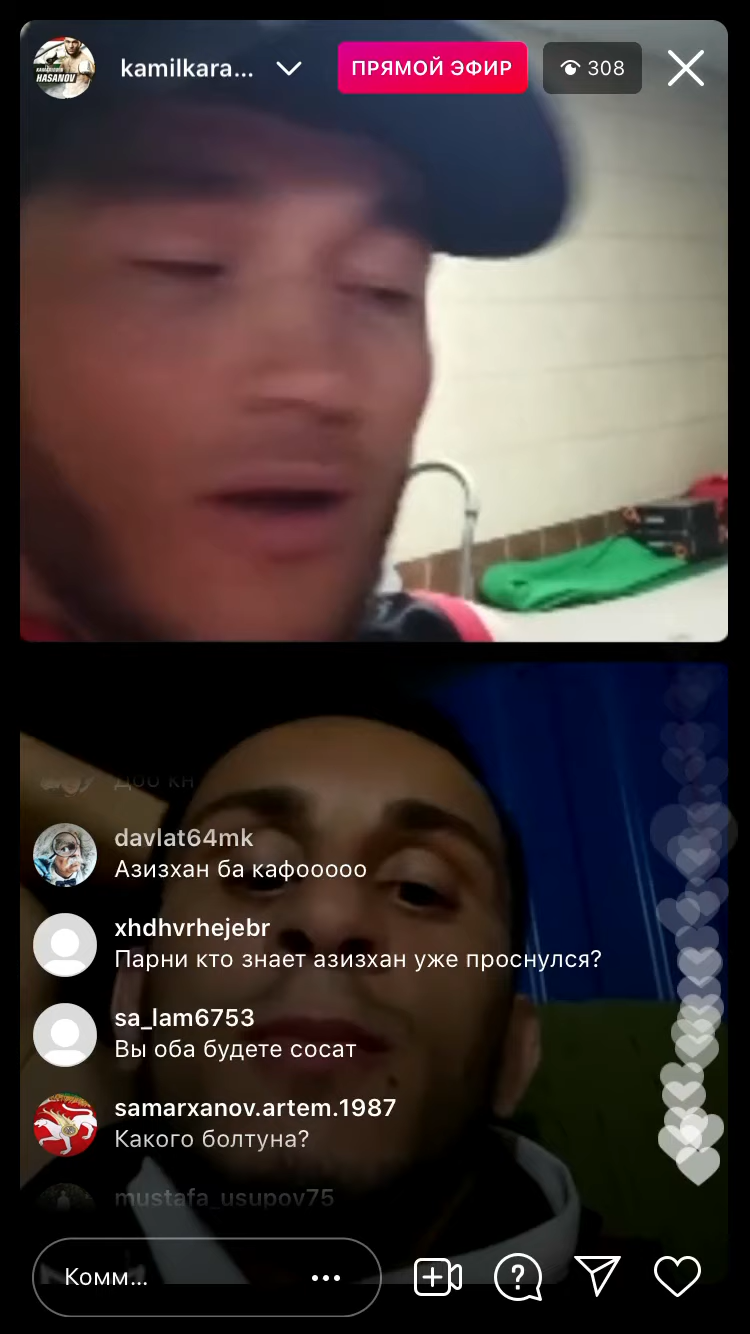 HASANOV
kamilkara...
ПРЯМОЙ ЭФИР
308
davlat64mk
Азизхан ба кафооооо
xhdhvrhejebr
Парни кто знает азизхан уже проснулся?
sa_lam6753
Вы оба будете сосат
samarxanov.artem.1987
Какого болтуна?
mustafa_usupov75
Комм...